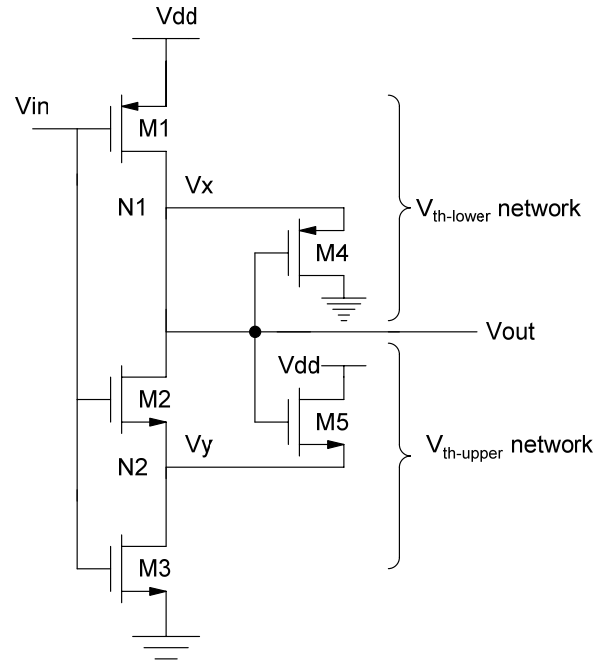 Vdd
Vin
M1
Vx
N1
Vth-lower network
M4
Vout
Vdd
M2
M5
Vy
Vth-upper network
N2
M3